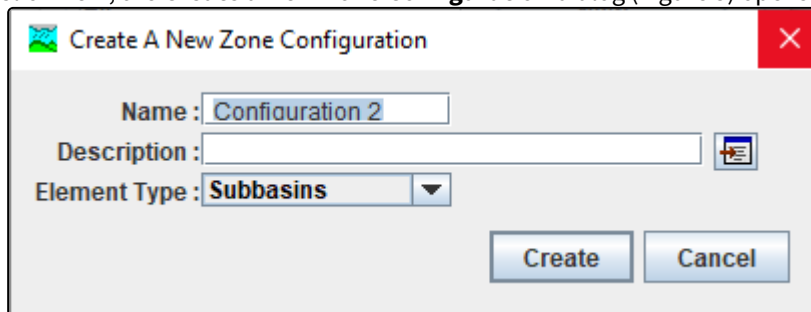 Create A New Zone Configuration
Name : Configuration 2
Description :
Element Type : Subbasins
Create Cancel